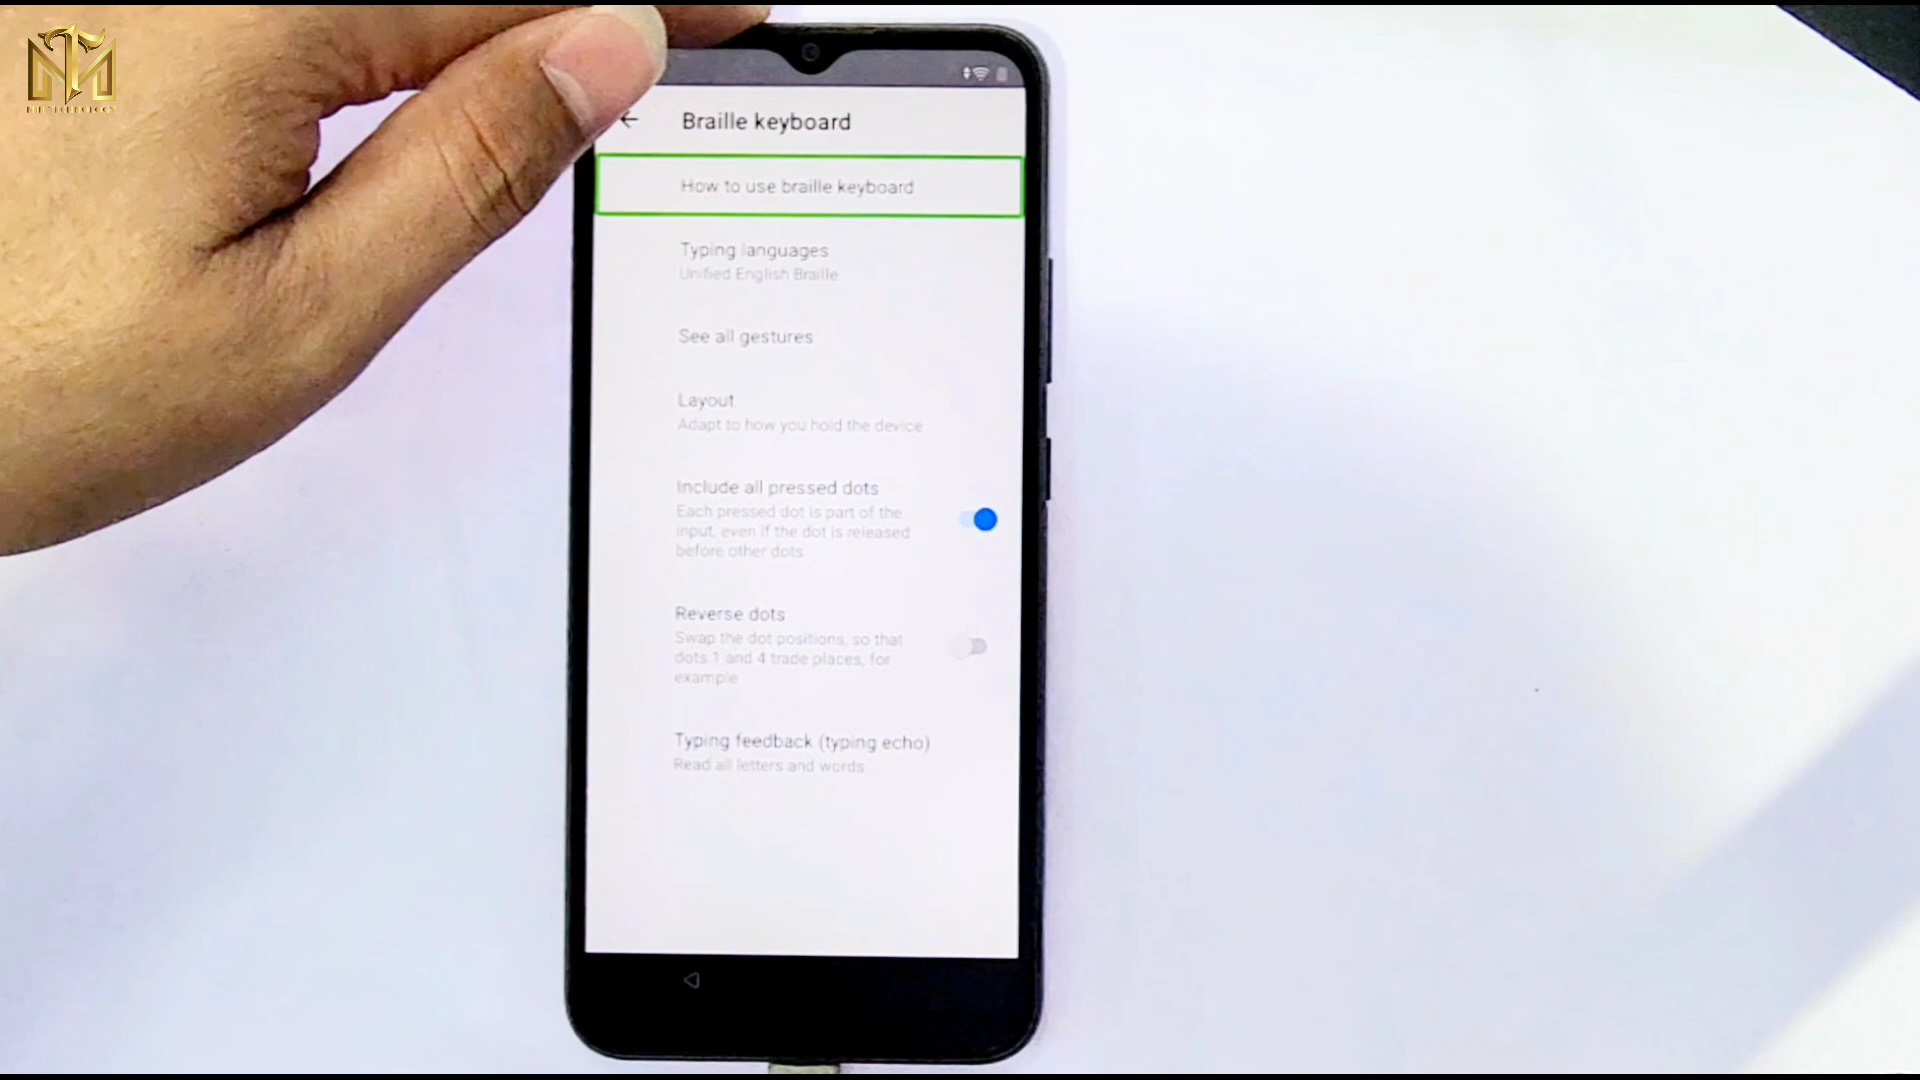 Braille keyboard
How to use braille keyboard
Typing languages
Unified English Braille
See all gestures
Layout
Adapt to how you hold the device
Include all pressed dots
Each pressed dot is part of the
input, even if the dot is released
before other dots
Reverse dots
Swap the dot positions, so that
dots 1 and 4 trade places, for
example
Typing feedback (typing echo)
Read all letters and words